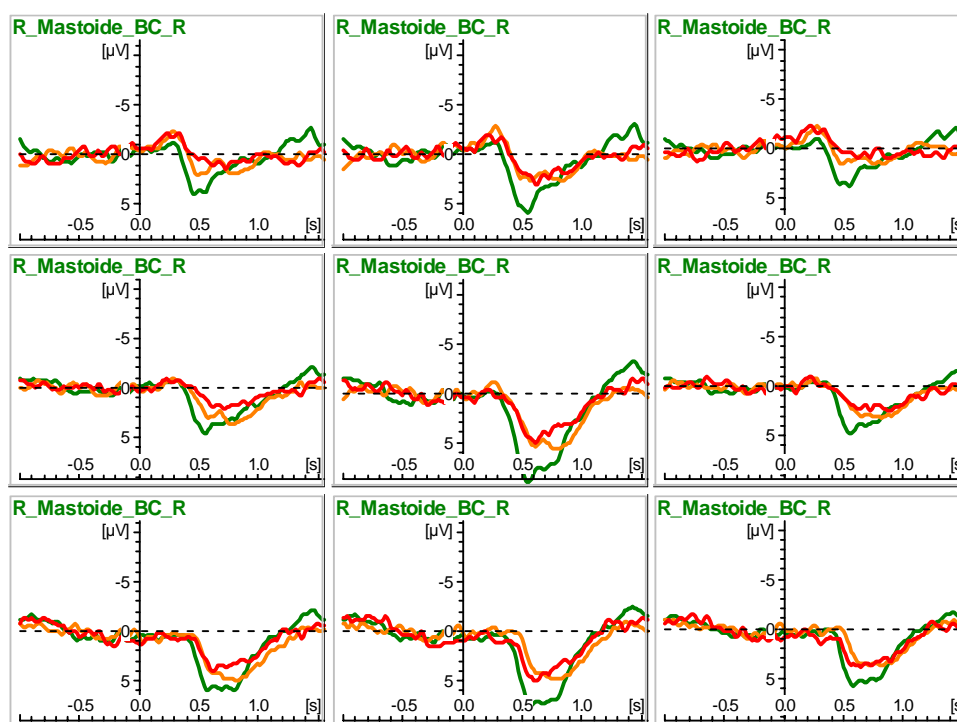 R_Mastoide_BC_R R_Mastoide_BC_R R_Mastoide_BC_R
[µV] [µV] [µV]
-5 -5 -5
0 0 0
5 5 5
-0.5 0.0 0.5 1.0 [s] -0.5 0.0 0.5 1.0 [s] -0.5 0.0 0.5 1.0 [s]
R_Mastoide_BC_R R_Mastoide_BC_R R_Mastoide_BC_R
[µV] [µV] [µV]
-5 -5 -5
0 0 0
5 5 5
-0.5 0.0 0.5 1.0 [s] -0.5 0.0 0.5 1.0 [s] -0.5 0.0 0.5 1.0 [s]
R_Mastoide_BC_R R_Mastoide_BC_R R_Mastoide_BC_R
[µV] [µV] [µV]
-5 -5 -5
0 0 0
5 5 5
-0.5 0.0 0.5 1.0 [s] -0.5 0.0 0.5 1.0 [s] -0.5 0.0 0.5 1.0 [s]